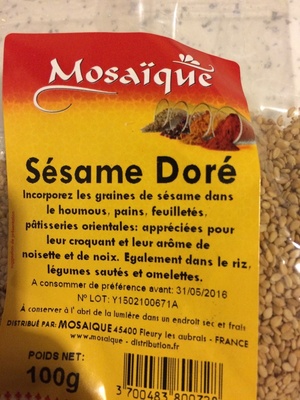 Mosaïque
Sésame Doré
Incorporez les graines de sésame dans
le houmous, pains, feuilletés,
pâtisseries orientales: appréciées pour
leur croquant et leur arôme de
noisette et de noix. Egalement dans le riz,
légumes sautés et omelettes.
A consommer de préférence avant: 31/05/2016
N° LOT: Y1502100671A
À conserver à l' abri de la lumière dans un endroit sec et frais
DISTRIBUÉ PAR: MOSAIQUE 45400 Fleury les aubrais - FRANCE
www.mosaique - distribution.fr
POIDS NET:
100g
3 700483 800728